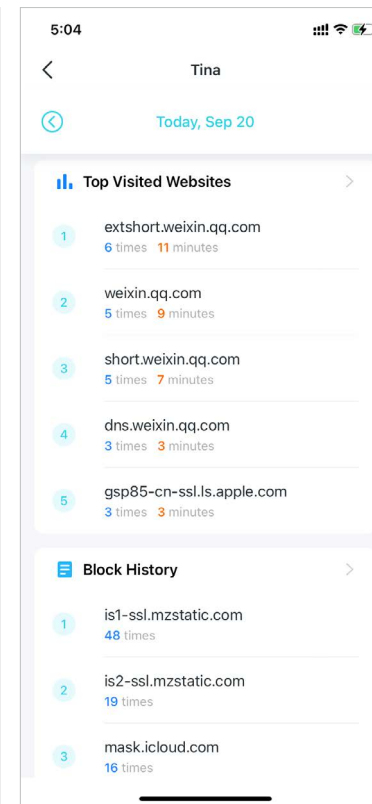 5:04
Tina
Today, Sep 20
Top Visited Websites
1
extshort.weixin.qq.com
6 times 11 minutes
2
weixin.qq.com
5 times 9 minutes
3
short.weixin.qq.com
5 times 7 minutes
4
dns.weixin.qq.com
3 times 3 minutes
5
gsp85-cn-ssl.ls.apple.com
3 times 3 minutes
Block History
1
is1-ssl.mzstatic.com
48 times
2
is2-ssl.mzstatic.com
19 times
3
mask.icloud.com
16 times